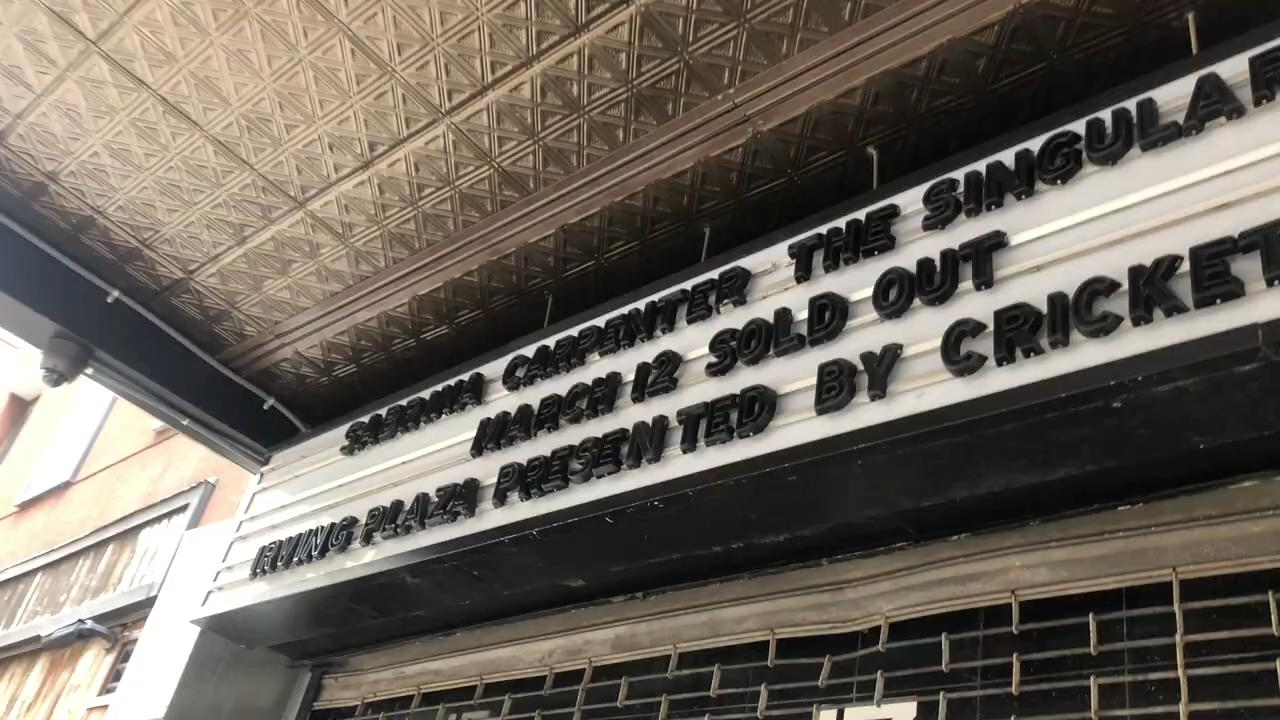 SABRINA CARPENTER THE SINGULAR
MARCH 12 SOLD OUT
IRVING PLAZA PRESENTED BY CRICKET